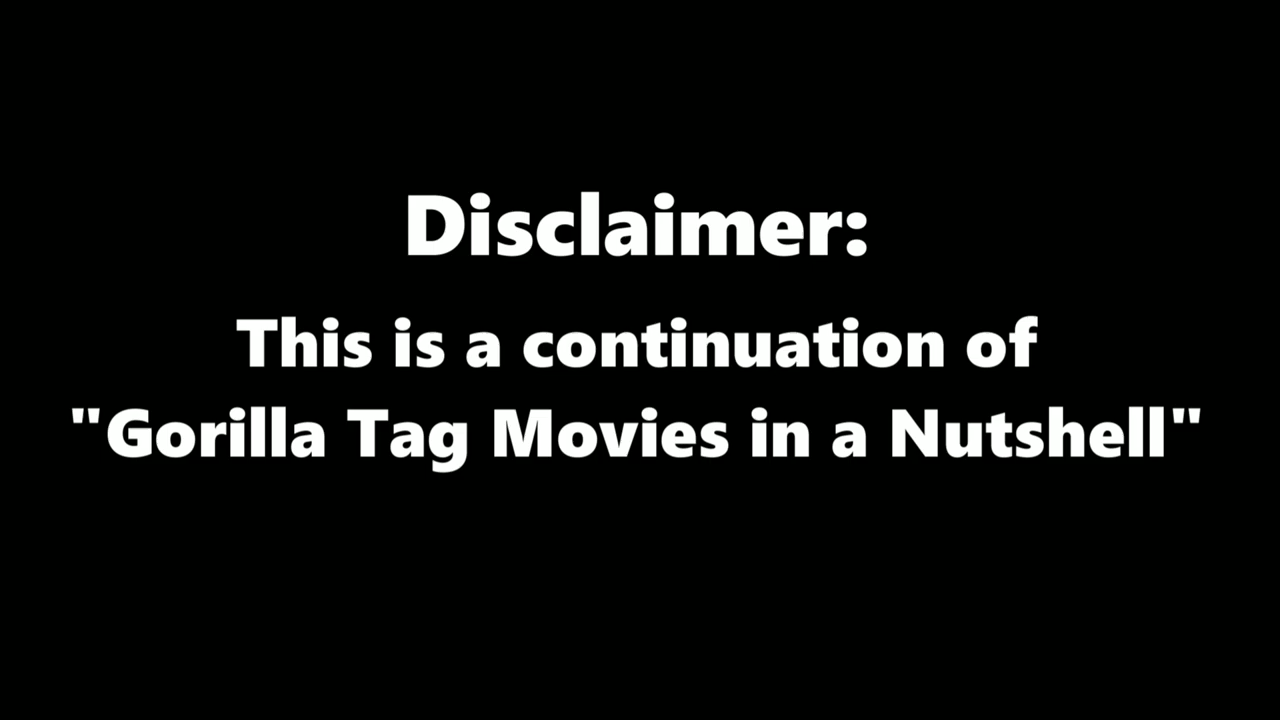 Disclaimer:
This is a continuation of
"Gorilla Tag Movies in a Nutshell"